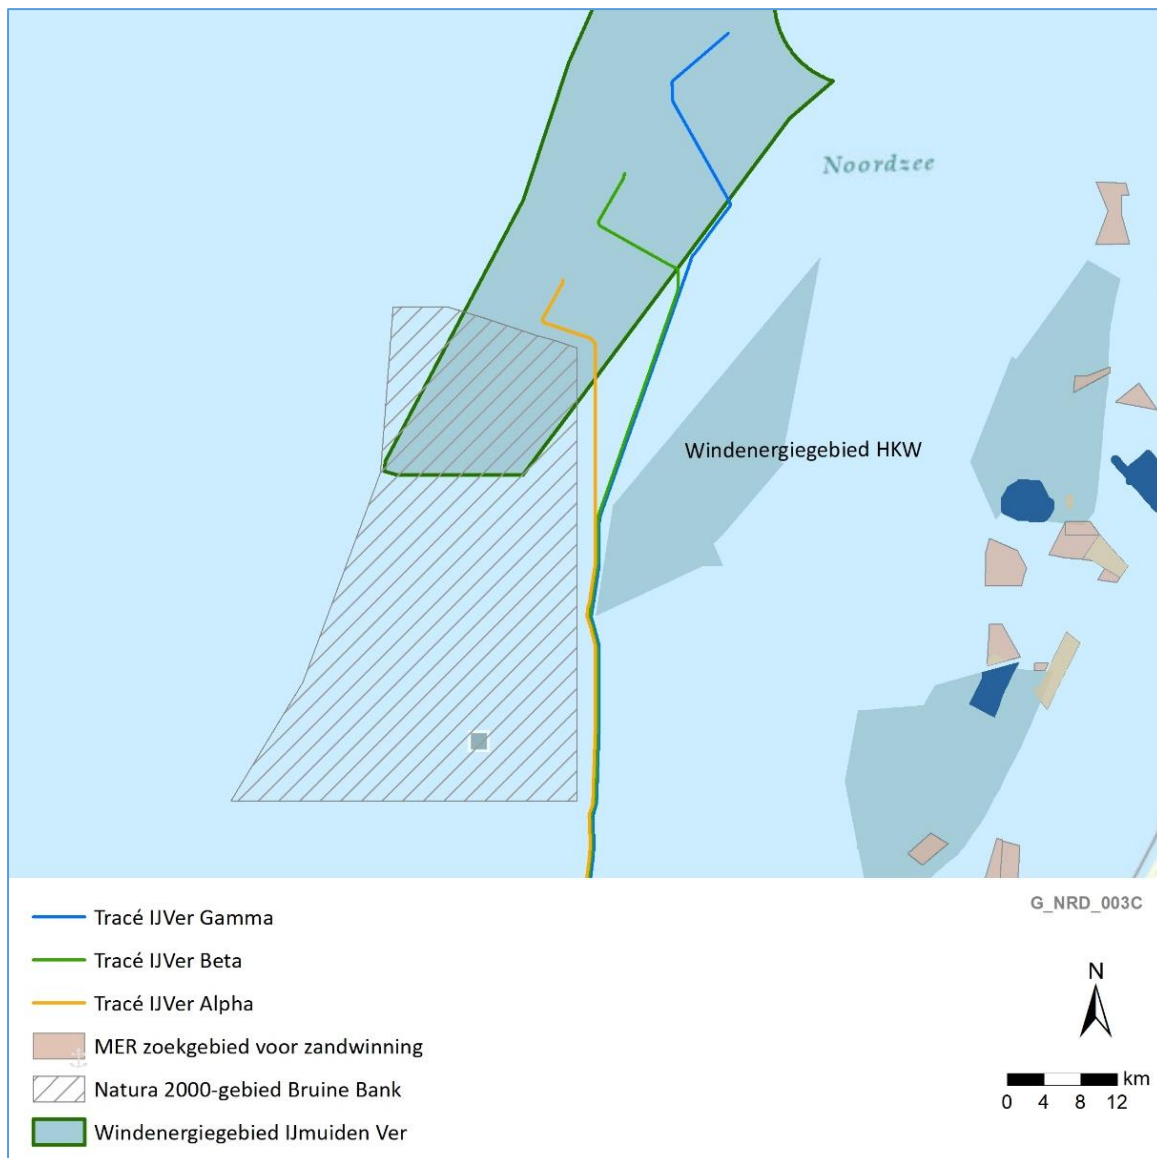 Noordzee
Windenergiegebied HKW
Tracé IJVer Gamma
Tracé IJVer Beta
Tracé IJVer Alpha
MER zoekgebied voor zandwinning
Natura 2000-gebied Bruine Bank
Windenergiegebied IJmuiden Ver
G_NRD_003C
N
km
0 4 8 12